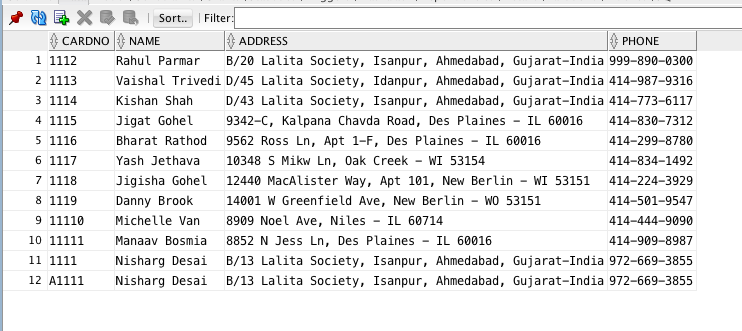 Sort.. Filter:
CARDNO NAME ADDRESS PHONE
1 1112 Rahul Parmar B/20 Lalita Society, Isanpur, Ahmedabad, Gujarat-India 999-890-0300
2 1113 Vaishal Trivedi D/45 Lalita Society, Idanpur, Ahmedabad, Gujarat-India 414-987-9316
3 1114 Kishan Shah D/43 Lalita Society, Isanpur, Ahmedabad, Gujarat-India 414-773-6117
4 1115 Jigat Gohel 9342-C, Kalpana Chavda Road, Des Plaines - IL 60016 414-830-7312
5 1116 Bharat Rathod 9562 Ross Ln, Apt 1-F, Des Plaines - IL 60016 414-299-8780
6 1117 Yash Jethava 10348 S Mikw Ln, Oak Creek - WI 53154 414-834-1492
7 1118 Jigisha Gohel 12440 MacAlister Way, Apt 101, New Berlin - WI 53151 414-224-3929
8 1119 Danny Brook 14001 W Greenfield Ave, New Berlin - WO 53151 414-501-9547
9 11110 Michelle Van 8909 Noel Ave, Niles - IL 60714 414-444-9090
10 11111 Manaav Bosmia 8852 N Jess Ln, Des Plaines - IL 60016 414-909-8987
11 1111 Nisharg Desai B/13 Lalita Society, Isanpur, Ahmedabad, Gujarat-India 972-669-3855
12 A1111 Nisharg Desai B/13 Lalita Society, Isanpur, Ahmedabad, Gujarat-India 972-669-3855